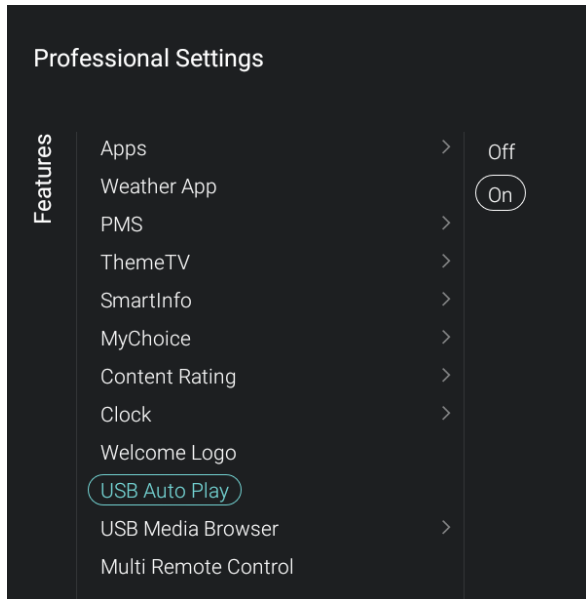 Professional Settings
Features
Apps
Off
Weather App
On
PMS
ThemeTV
SmartInfo
MyChoice
Content Rating
Clock
Welcome Logo
USB Auto Play
USB Media Browser
Multi Remote Control